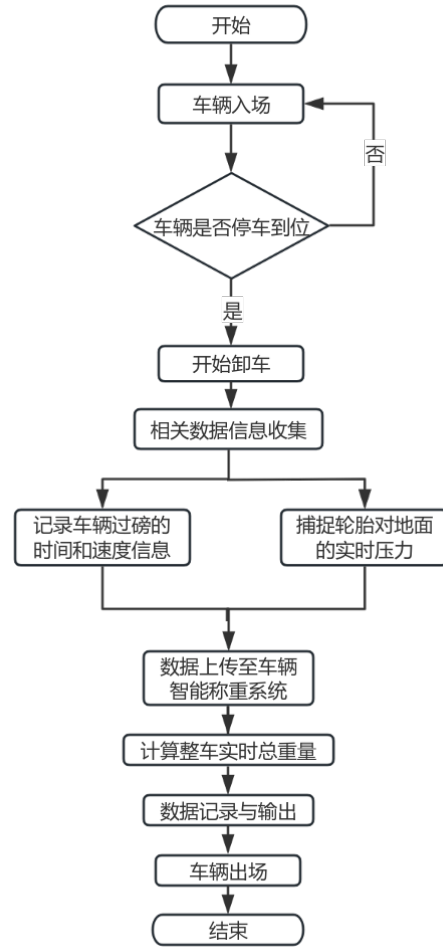 开始
车辆入场
否
车辆是否停车到位
是
开始卸车
相关数据信息收集
记录车辆过磅的
时间和速度信息
捕捉轮胎对地面
的实时压力
数据上传至车辆
智能称重系统
计算整车实时总重量
数据记录与输出
车辆出场
结束